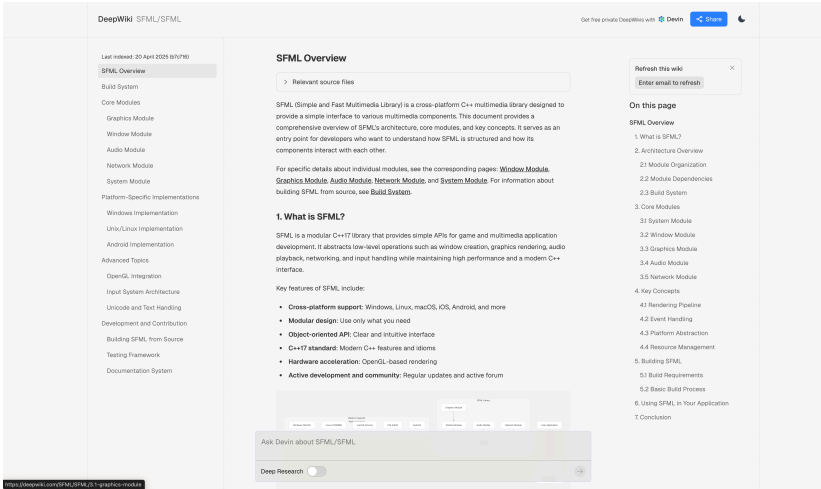 DeepWiki SFML/SFML
Get free private DeepWikis with Devin
Share
Last indexed: 20 April 2025 (b7c718)
SFML Overview
Build System
Core Modules
Graphics Module
Window Module
Audio Module
Network Module
System Module
Platform-Specific Implementations
Windows Implementation
Unix/Linux Implementation
Android Implementation
Advanced Topics
OpenGL Integration
Input System Architecture
Unicode and Text Handling
Development and Contribution
Building SFML from Source
Testing Framework
Documentation System
SFML Overview
Relevant source files
SFML (Simple and Fast Multimedia Library) is a cross-platform C++ multimedia library designed to
provide a simple interface to various multimedia components. This document provides a
comprehensive overview of SFML's architecture, core modules, and key concepts. It serves as an
entry point for developers who want to understand how SFML is structured and how its
components interact with each other.
For specific details about individual modules, see the corresponding pages: Window Module,
Graphics Module, Audio Module, Network Module, and System Module. For information about
building SFML from source, see Build System.
1. What is SFML?
SFML is a modular C++17 library that provides simple APIs for game and multimedia application
development. It abstracts low-level operations such as window creation, graphics rendering, audio
playback, networking, and input handling while maintaining high performance and a modern C++
interface.
Key features of SFML include:
• Cross-platform support: Windows, Linux, macOS, iOS, Android, and more
• Modular design: Use only what you need
• Object-oriented API: Clear and intuitive interface
• C++17 standard: Modern C++ features and idioms
• Hardware acceleration: OpenGL-based rendering
• Active development and community: Regular updates and active forum
Ask Devin about SFML/SFML
Deep Research
Refresh this wiki
Enter email to refresh
On this page
SFML Overview
1. What is SFML?
2. Architecture Overview
2.1 Module Organization
2.2 Module Dependencies
2.3 Build System
3. Core Modules
3.1 System Module
3.2 Window Module
3.3 Graphics Module
3.4 Audio Module
3.5 Network Module
4. Key Concepts
4.1 Rendering Pipeline
4.2 Event Handling
4.3 Platform Abstraction
4.4 Resource Management
5. Building SFML
5.1 Build Requirements
5.2 Basic Build Process
6. Using SFML in Your Application
7. Conclusion
https://deepwiki.com/SFML/SFML/3.1-graphics-module